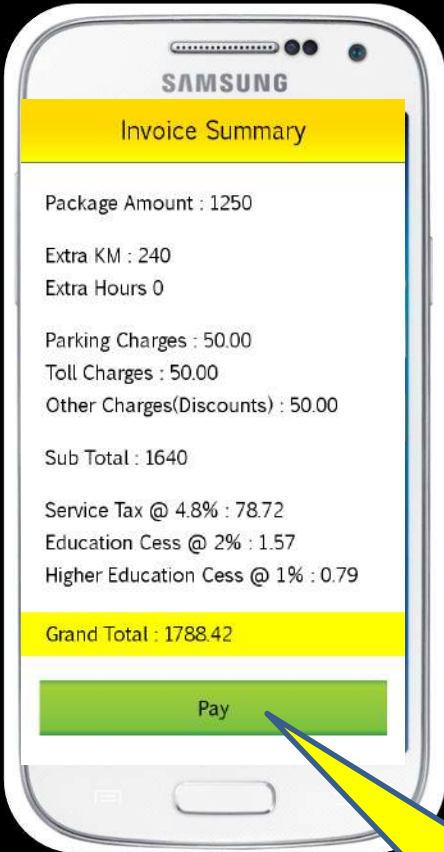 SAMSUNG
Invoice Summary
Package Amount : 1250
Extra KM : 240
Extra Hours 0
Parking Charges : 50.00
Toll Charges : 50.00
Other Charges(Discounts) : 50.00
Sub Total : 1640
Service Tax @ 4.8% : 78.72
Education Cess @ 2% : 1.57
Higher Education Cess @ 1% : 0.79
Grand Total : 1788.42
Pay